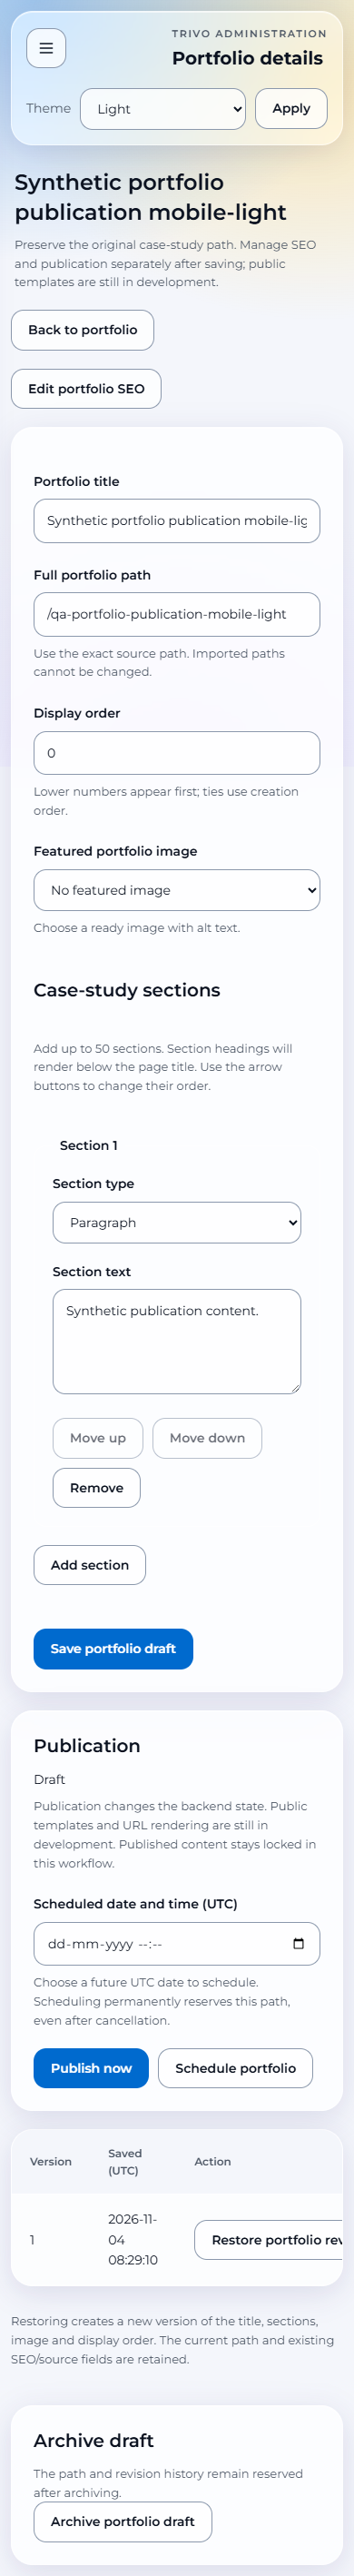 TRIVO ADMINISTRATION
Portfolio details
Theme
Light
Apply
Synthetic portfolio
publication mobile-light
Preserve the original case-study path. Manage SEO
and publication separately after saving; public
templates are still in development.
Back to portfolio
Edit portfolio SEO
Portfolio title
Synthetic portfolio publication mobile-lig
Full portfolio path
/qa-portfolio-publication-mobile-light
Use the exact source path. Imported paths
cannot be changed.
Display order
0
Lower numbers appear first; ties use creation
order.
Featured portfolio image
No featured image
Choose a ready image with alt text.
Case-study sections
Add up to 50 sections. Section headings will
render below the page title. Use the arrow
buttons to change their order.
Section 1
Section type
Paragraph
Section text
Synthetic publication content.
Move up
Move down
Remove
Add section
Save portfolio draft
Publication
Draft
Publication changes the backend state. Public
templates and URL rendering are still in
development. Published content stays locked in
this workflow.
Scheduled date and time (UTC)
dd-mm-yyyy --:--
Choose a future UTC date to schedule.
Scheduling permanently reserves this path,
even after cancellation.
Publish now
Schedule portfolio
Version
Saved
(UTC)
Action
1
2026-11-
04
08:29:10
Restore portfolio rev
Restoring creates a new version of the title, sections,
image and display order. The current path and existing
SEO/source fields are retained.
Archive draft
The path and revision history remain reserved
after archiving.
Archive portfolio draft